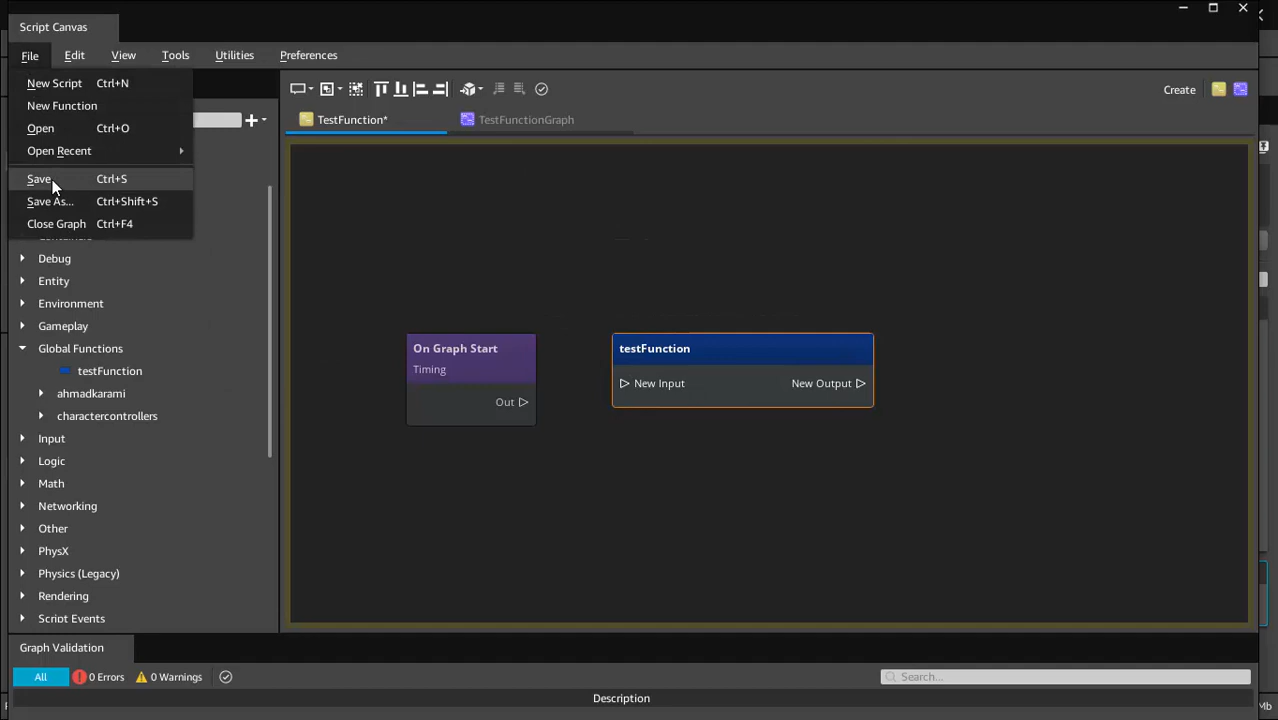 Script Canvas
File Edit View Tools Utilities Preferences
New Script Ctrl+N
New Function
Open Ctrl+O
Open Recent
Save Ctrl+S
Save As... Ctrl+Shift+S
Close Graph Ctrl+F4
Create
TestFunction*
TestFunctionGraph
Debug
Entity
Environment
Gameplay
Global Functions
testFunction
ahmadkarami
charactercontrollers
Input
Logic
Math
Networking
Other
PhysX
Physics (Legacy)
Rendering
Script Events
On Graph Start
Timing
Out
testFunction
New Input New Output
Graph Validation
All 0 Errors 0 Warnings Search...
Description
Mb